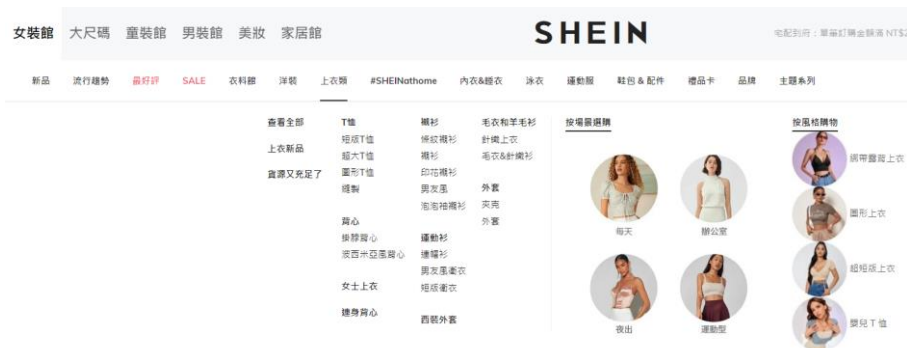 女裝館 大尺碼 童裝館 男裝館 美妝 家居館
SHEIN
宅配到府：單筆訂購金額滿 NT$
新品 流行趨勢 最好評 SALE 衣料館 洋裝 上衣類 #SHEINathome 內衣&睡衣 泳衣 運動服 鞋包 & 配件 禮品卡 品牌 主題系列
查看全部
上衣新品
貨源又充足了
T恤
短版T恤
超大T恤
圖形T恤
縫製
背心
後脖背心
波西米亞風背心
女士上衣
連身背心
襯衫
條紋襯衫
襯衫
印花襯衫
男友風
泡泡袖襯衫
運動衫
連帽衫
男友風衛衣
短版衛衣
西裝外套
毛衣和羊毛衫
針織上衣
毛衣&針織衫
外套
夾克
外套
按場景選購
每天
辦公室
夜出
運動型
按風格購物
綁帶露背上衣
圖形上衣
超短版上衣
嬰兒 T 恤